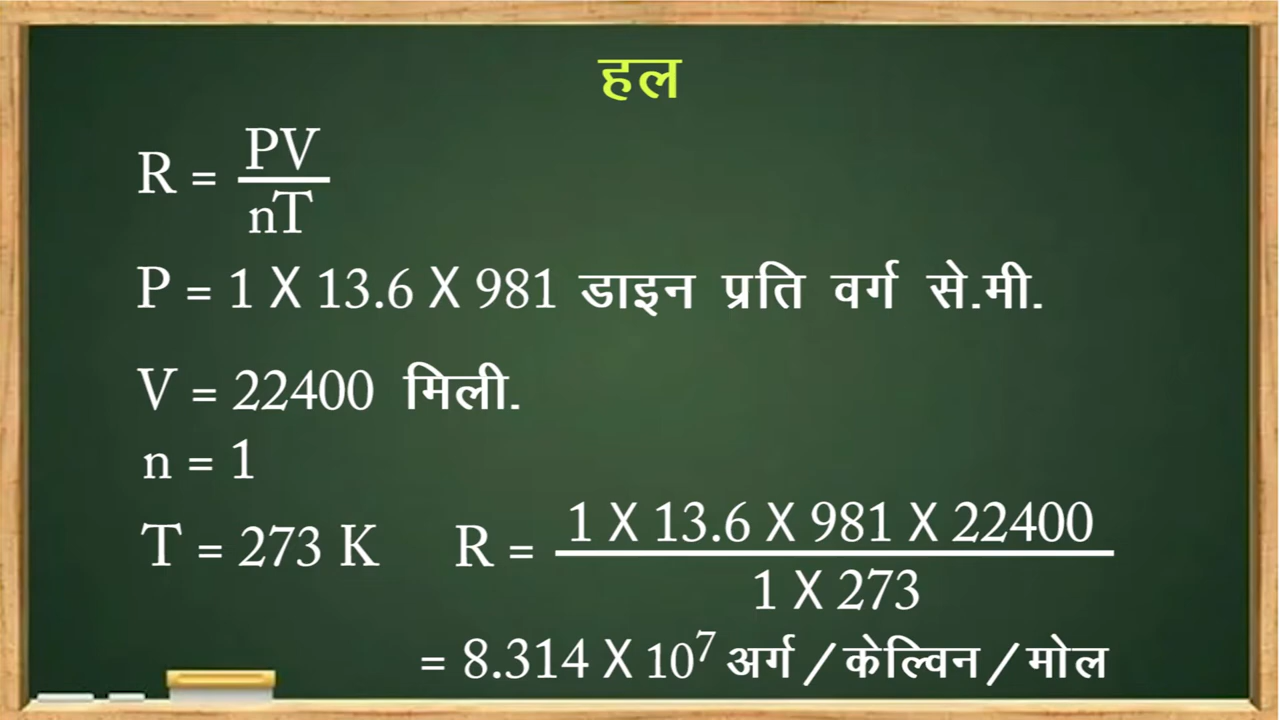 हल
R = PV / nT
P = 1 X 13.6 X 981 डाइन प्रति वर्ग से.मी.
V = 22400 मिली.
n = 1
T = 273 K R = 1 X 13.6 X 981 X 22400 / 1 X 273
= 8.314 X 10⁷ अर्ग / केल्विन / मोल